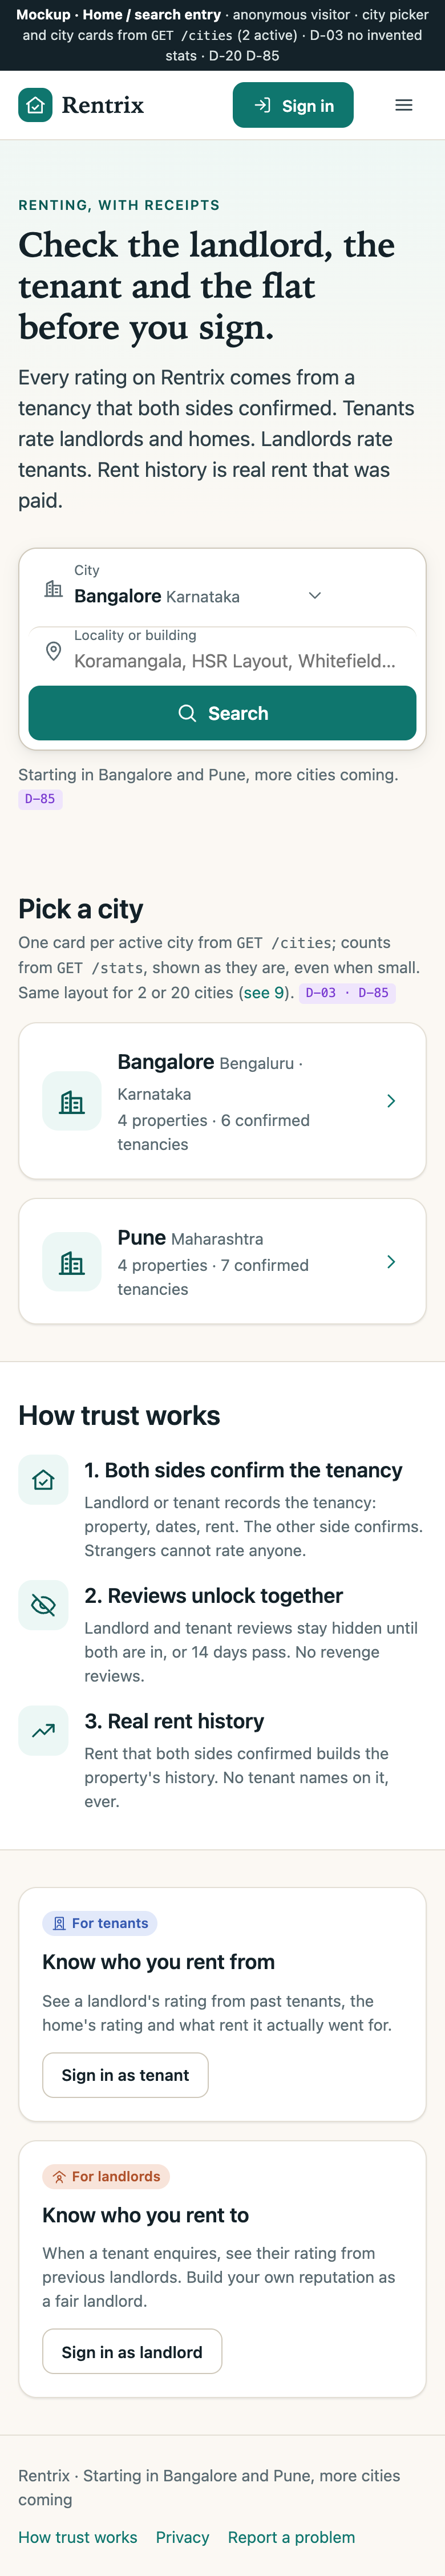 Mockup · Home / search entry · anonymous visitor · city picker
and city cards from GET /cities (2 active) · D-03 no invented
stats · D-20 D-85
Rentrix
Sign in
RENTING, WITH RECEIPTS
Check the landlord, the
tenant and the flat
before you sign.
Every rating on Rentrix comes from a
tenancy that both sides confirmed. Tenants
rate landlords and homes. Landlords rate
tenants. Rent history is real rent that was
paid.
City
Bangalore Karnataka
Locality or building
Koramangala, HSR Layout, Whitefield...
Search
Starting in Bangalore and Pune, more cities coming.
D-85
Pick a city
One card per active city from GET /cities; counts
from GET /stats, shown as they are, even when small.
Same layout for 2 or 20 cities (see 9). D-03 · D-85
Bangalore Bengaluru ·
Karnataka
4 properties · 6 confirmed
tenancies
Pune Maharashtra
4 properties · 7 confirmed
tenancies
How trust works
1. Both sides confirm the tenancy
Landlord or tenant records the tenancy:
property, dates, rent. The other side confirms.
Strangers cannot rate anyone.
2. Reviews unlock together
Landlord and tenant reviews stay hidden until
both are in, or 14 days pass. No revenge
reviews.
3. Real rent history
Rent that both sides confirmed builds the
property's history. No tenant names on it,
ever.
For tenants
Know who you rent from
See a landlord's rating from past tenants, the
home's rating and what rent it actually went for.
Sign in as tenant
For landlords
Know who you rent to
When a tenant enquires, see their rating from
previous landlords. Build your own reputation as
a fair landlord.
Sign in as landlord
Rentrix · Starting in Bangalore and Pune, more cities
coming
How trust works Privacy Report a problem